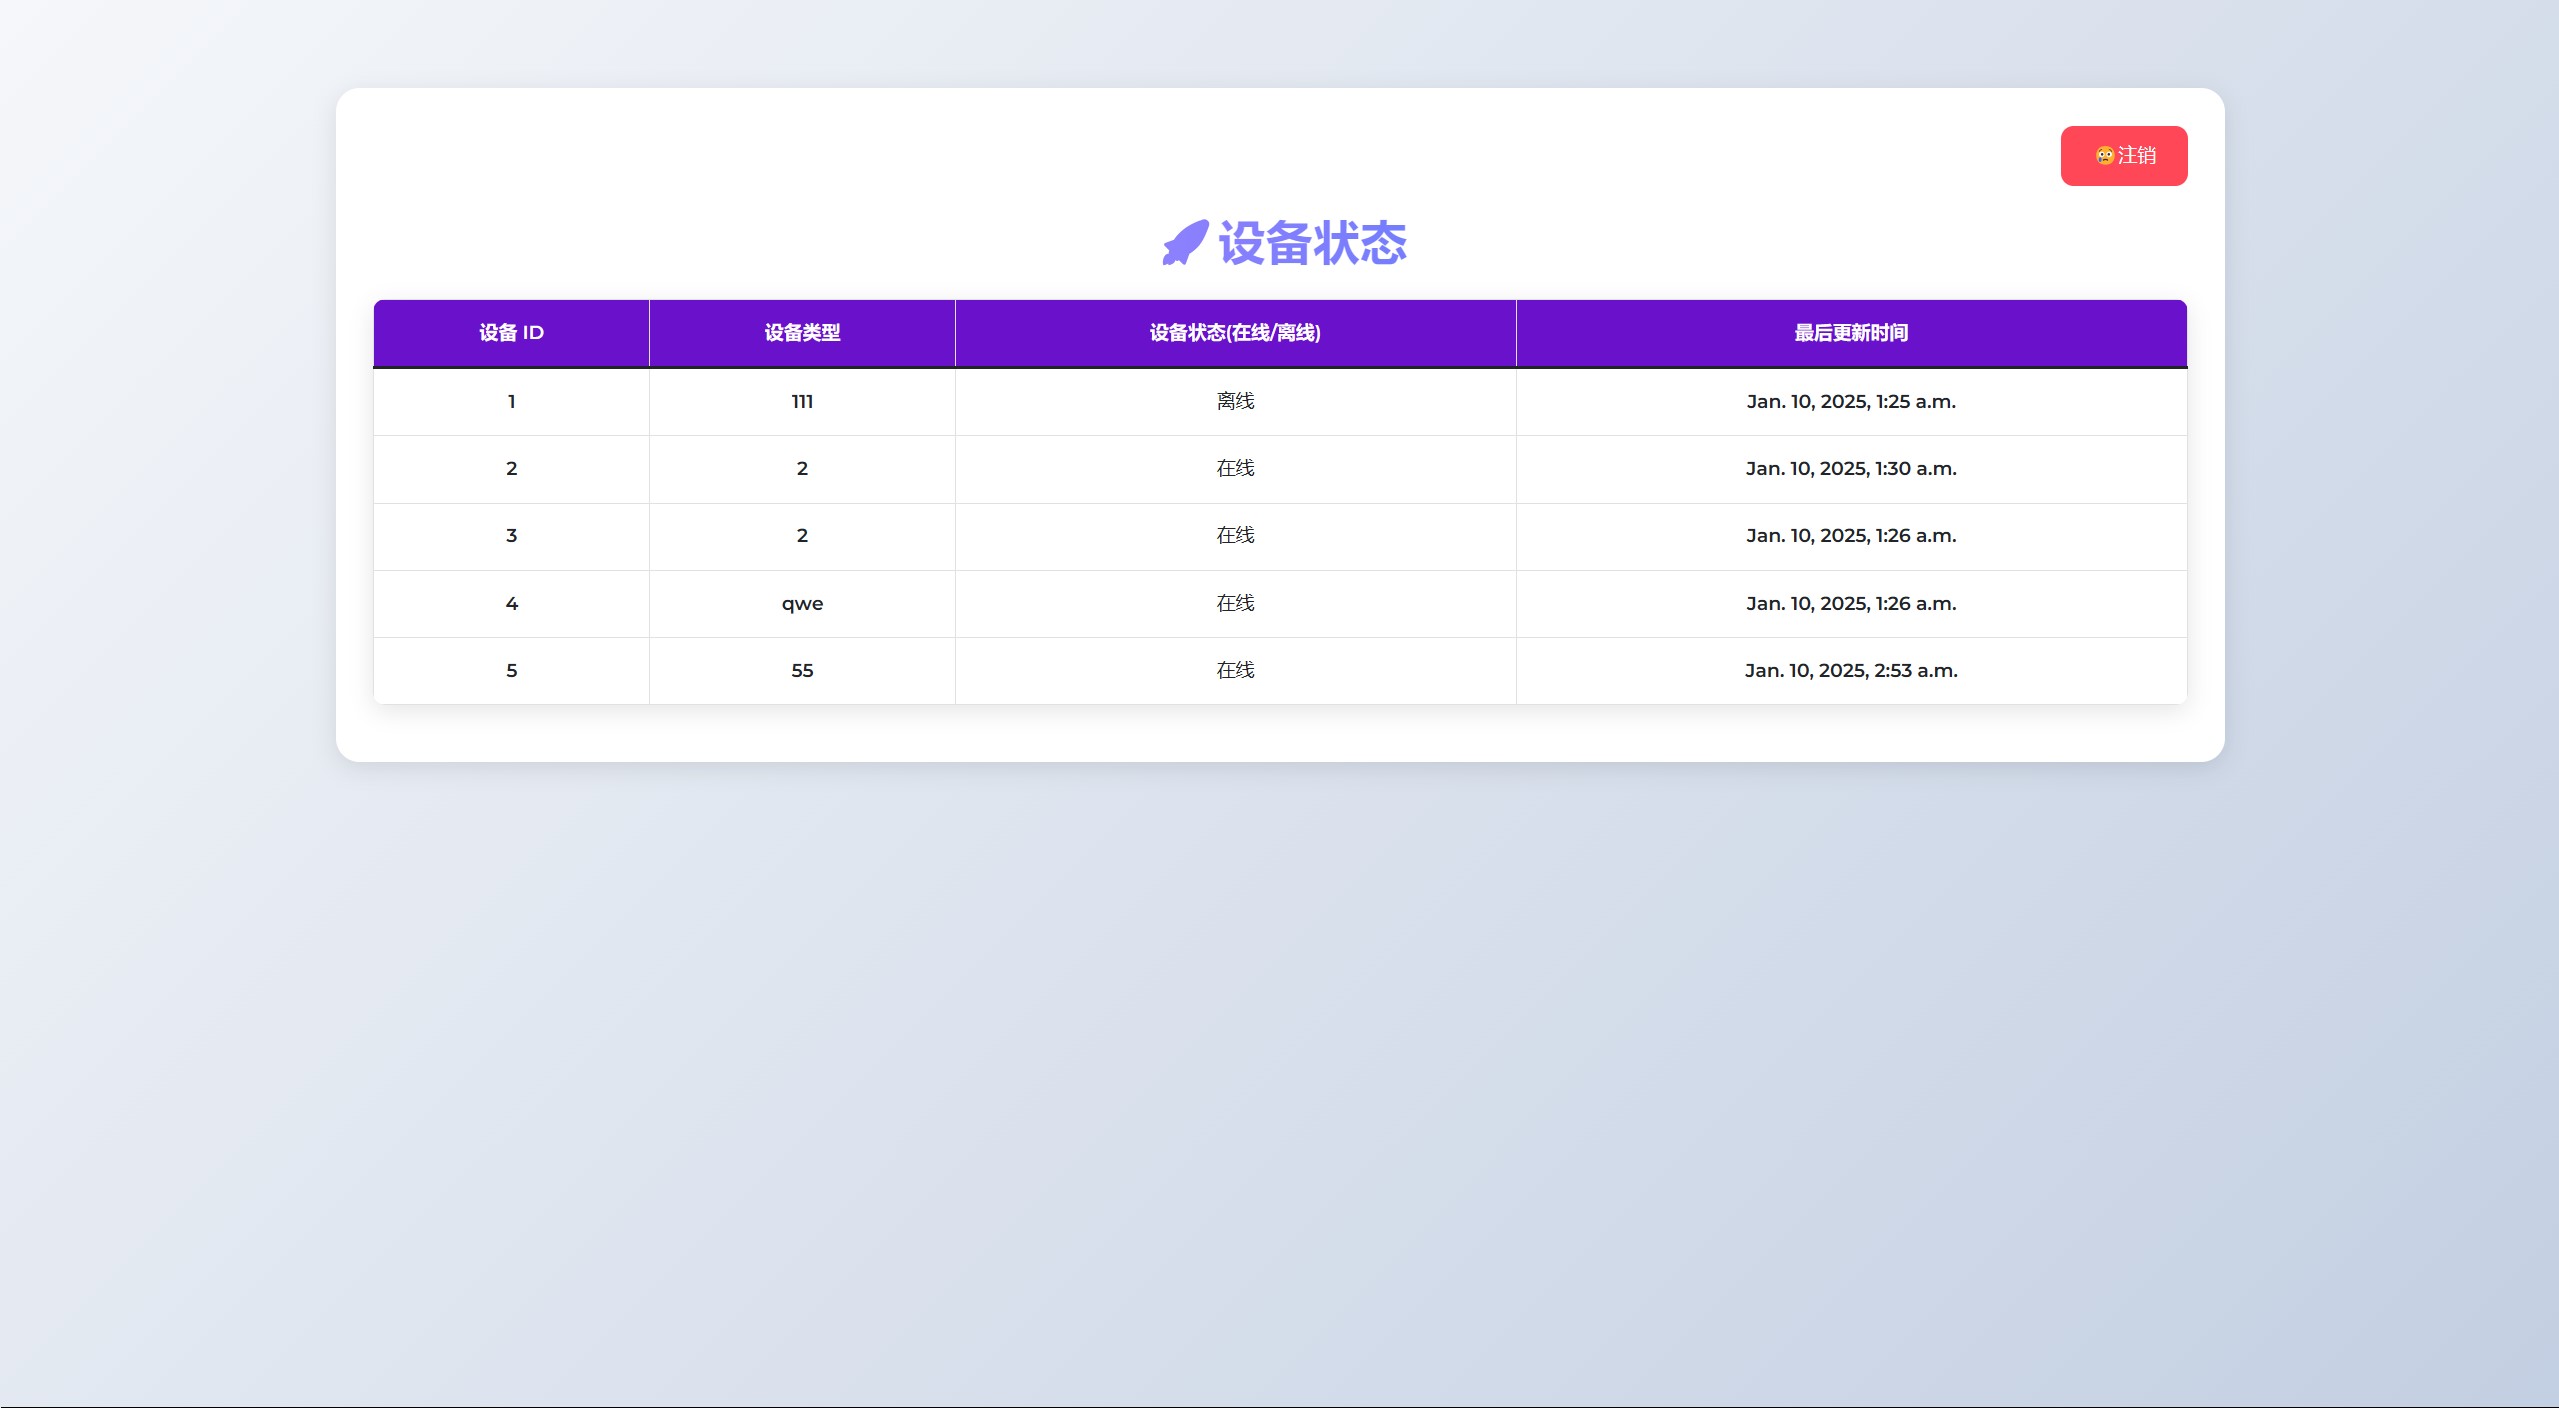 😢注销
设备状态
设备 ID 设备类型 设备状态(在线/离线) 最后更新时间
1 111 离线 Jan. 10, 2025, 1:25 a.m.
2 2 在线 Jan. 10, 2025, 1:30 a.m.
3 2 在线 Jan. 10, 2025, 1:26 a.m.
4 qwe 在线 Jan. 10, 2025, 1:26 a.m.
5 55 在线 Jan. 10, 2025, 2:53 a.m.